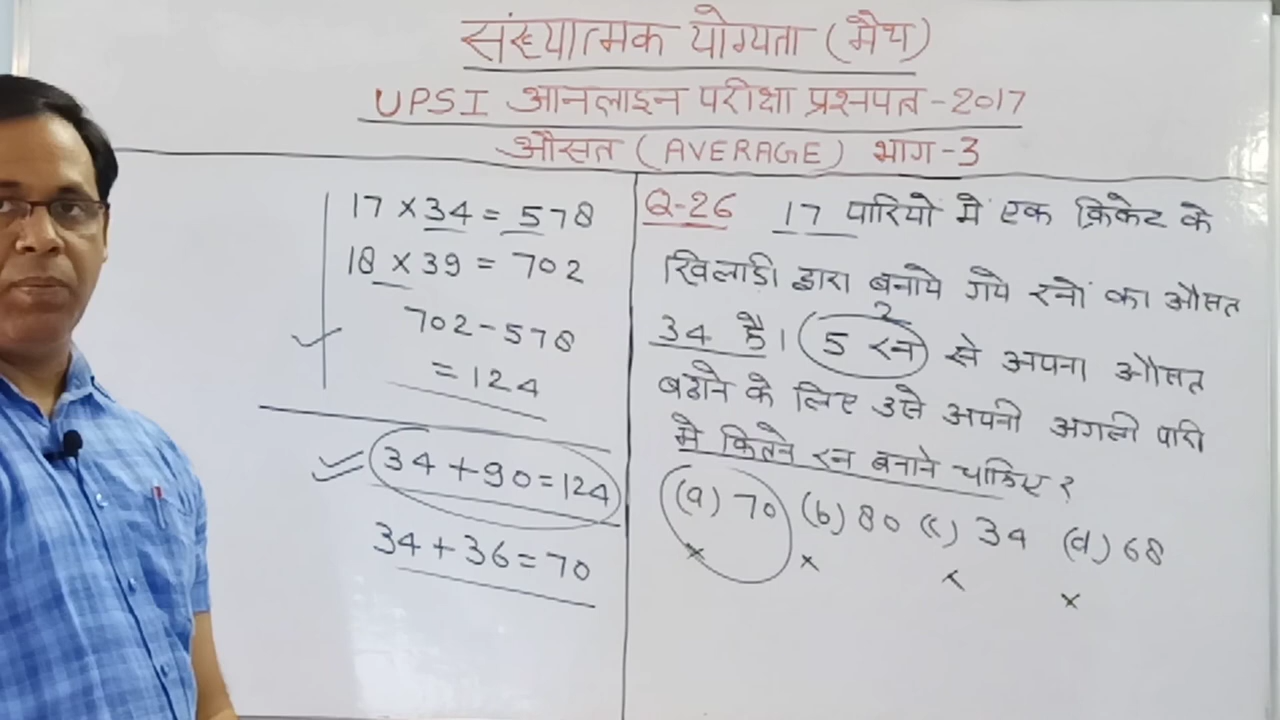 संख्यात्मक योग्यता (मैथ)
UPSI आनलाइन परीक्षा प्रश्नपत्र-2017
औसत (AVERAGE) भाग-3
17 × 34 = 578
18 × 39 = 702
702-578
= 124
34+90=124
34+36=70
Q-26 17 पारियों में एक क्रिकेट के
खिलाडी द्वारा बनाये गये रनों का औसत
2
34 है। 5 रन से अपना औसत
बढाने के लिए उसे अपनी अगली पारी
में कितने रन बनाने चाहिए ?
(a) 70 (b) 80 (c) 34 (d) 68
× × × ×